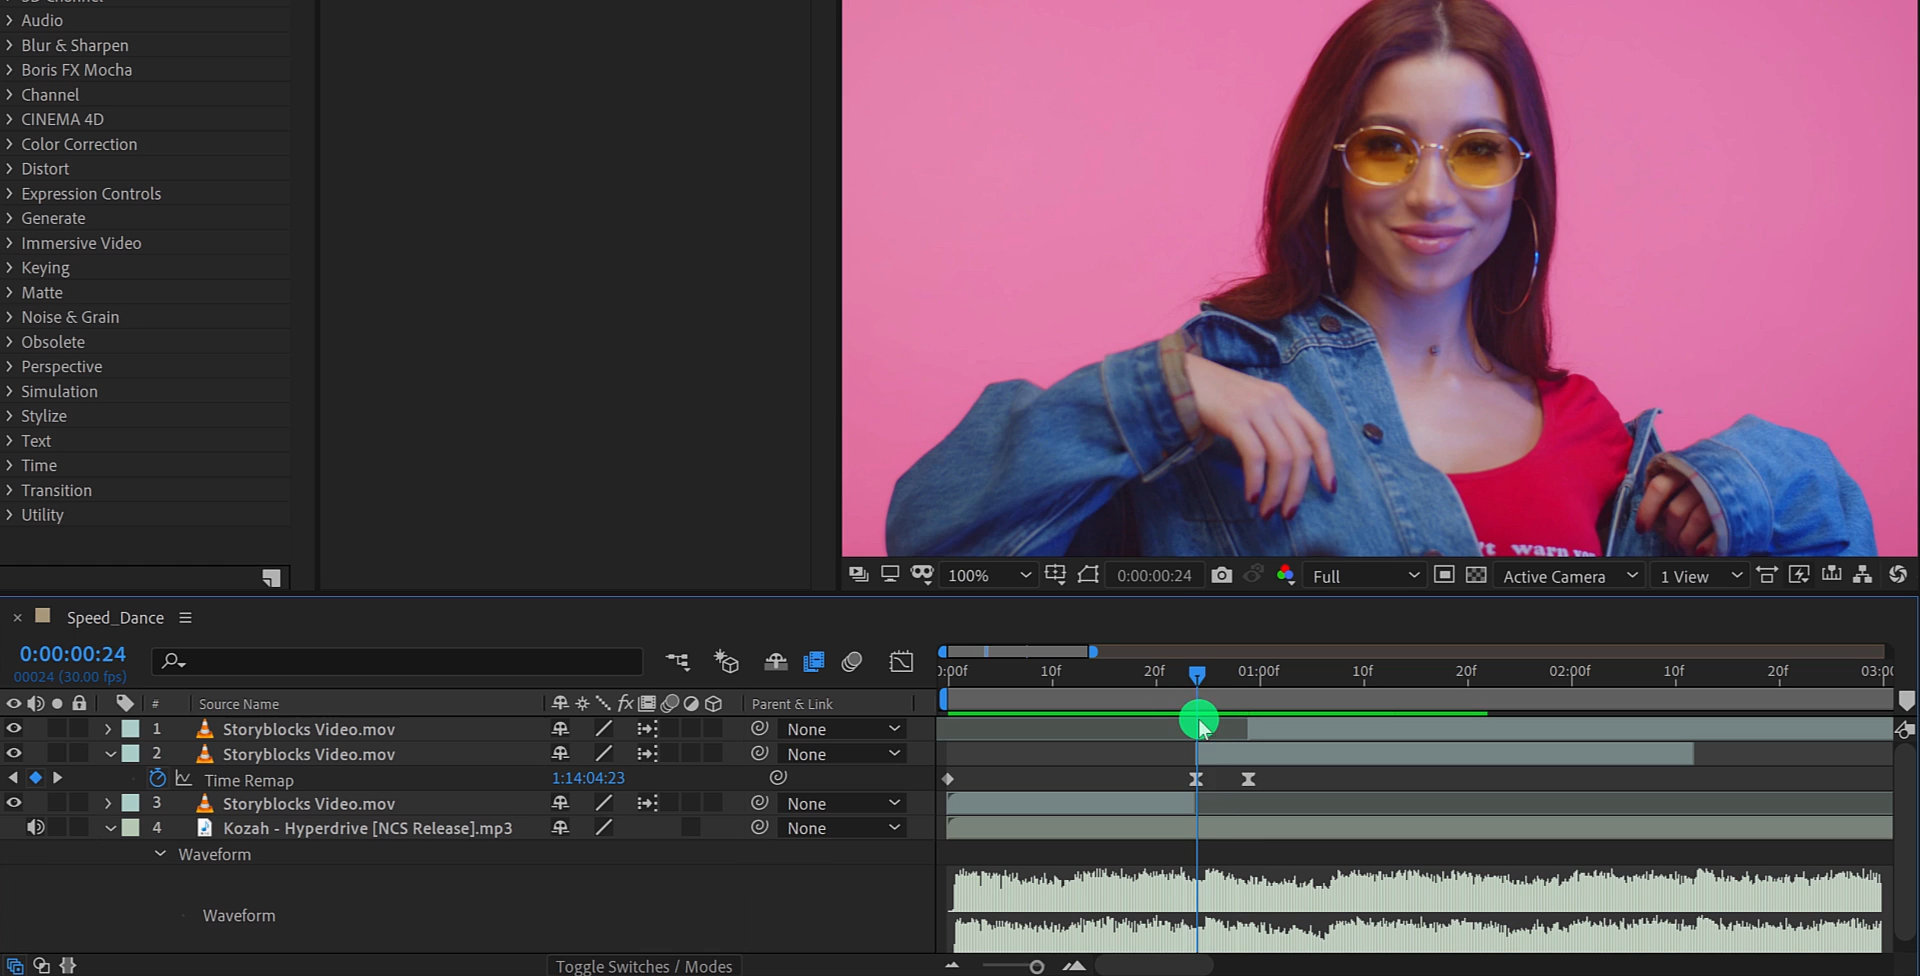 Audio
Blur & Sharpen
Boris FX Mocha
Channel
CINEMA 4D
Color Correction
Distort
Expression Controls
Generate
Immersive Video
Keying
Matte
Noise & Grain
Obsolete
Perspective
Simulation
Stylize
Text
Time
Transition
Utility
't warn you
100%
0:00:00:24
Full
Active Camera
1 View
× Speed_Dance
0:00:00:24
00024 (30.00 fps)
:00f 10f 20f 01:00f 10f 20f 02:00f 10f 20f 03:00
# Source Name fx Parent & Link
1 Storyblocks Video.mov None
2 Storyblocks Video.mov None
Time Remap 1:14:04:23
3 Storyblocks Video.mov None
4 Kozah - Hyperdrive [NCS Release].mp3 None
Waveform
Waveform
Toggle Switches / Modes